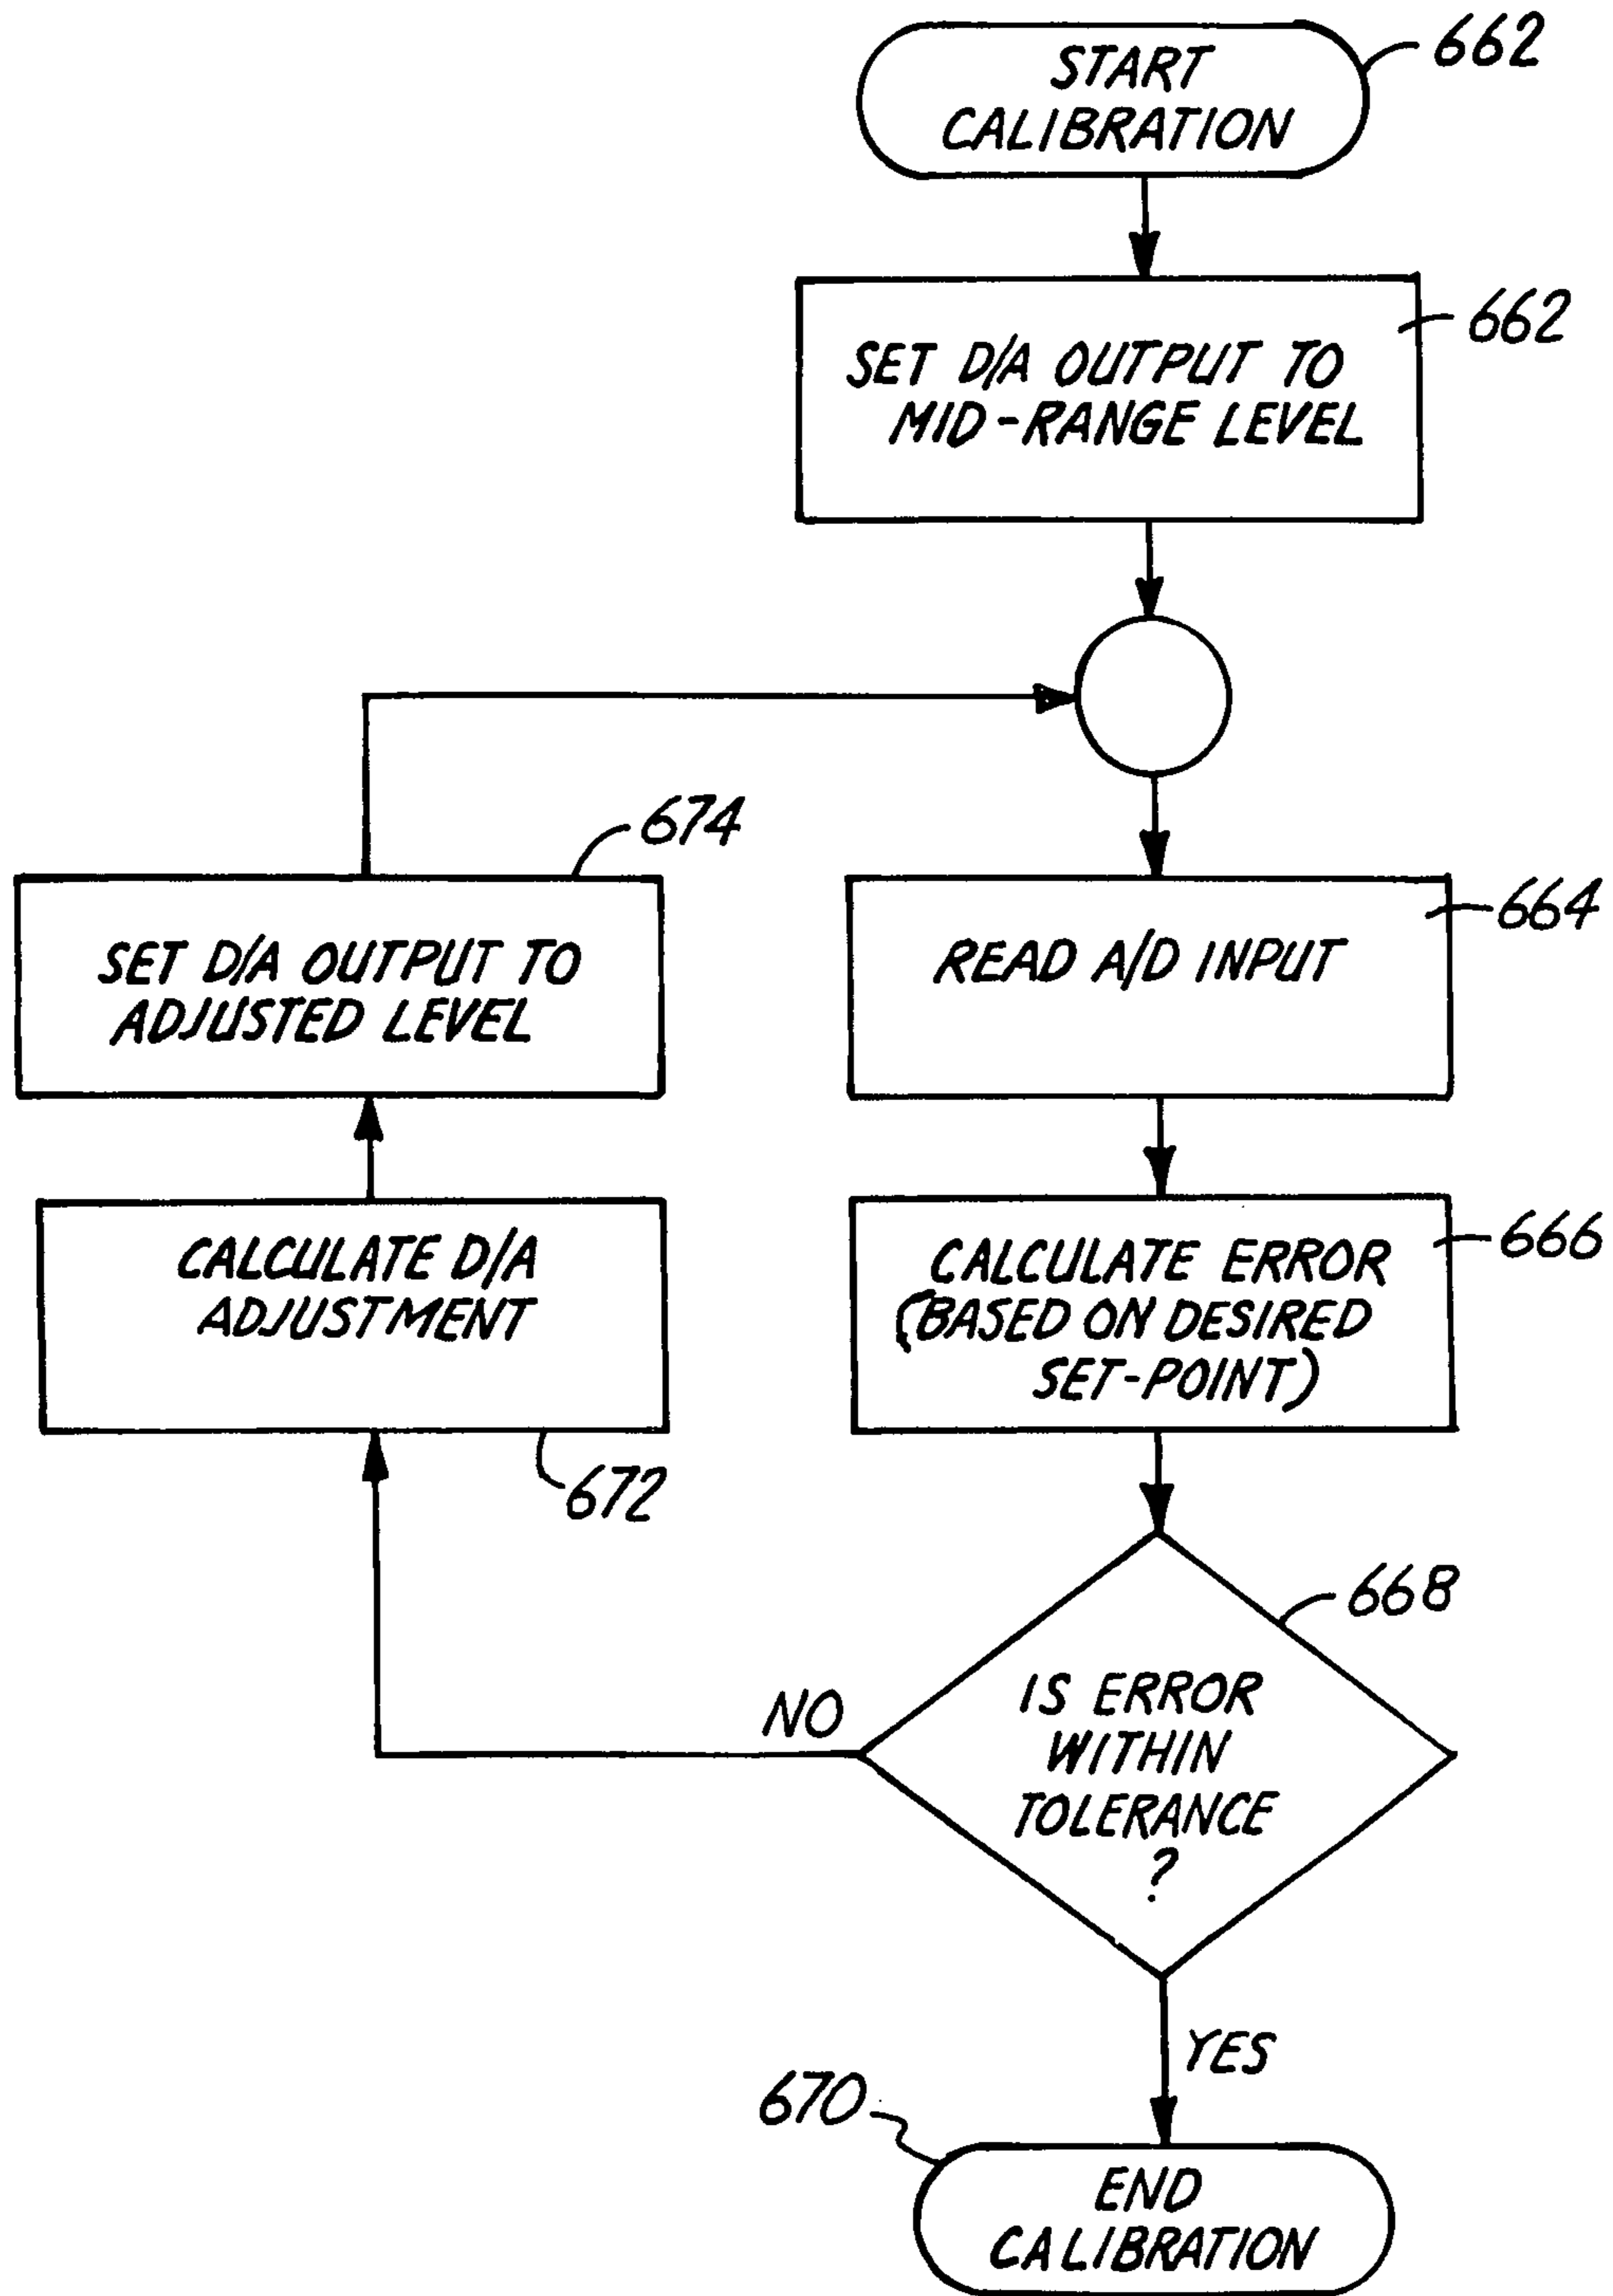 START
CALIBRATION
662
SET D/A OUTPUT TO
MID-RANGE LEVEL
662
674
SET D/A OUTPUT TO
ADJUSTED LEVEL
READ A/D INPUT
664
CALCULATE D/A
ADJUSTMENT
672
CALCULATE ERROR
(BASED ON DESIRED
SET-POINT)
666
668
IS ERROR
WITHIN
TOLERANCE
?
NO
YES
670
END
CALIBRATION